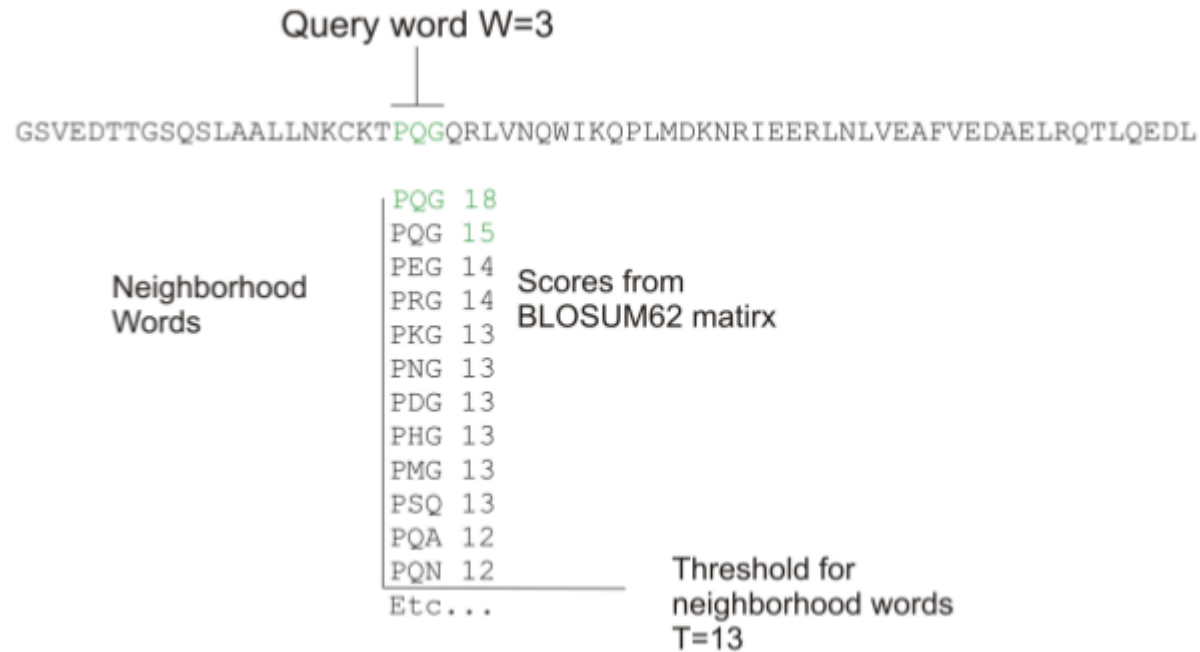 Query word W=3
GSVEDTTGSQSLAALLNKCKTPQGQRLVNQWIKQPLMDKNRIEERLNLVEAFVEDAELRQTLQEDL
PQG 18
PQG 15
PEG 14
PRG 14
PKG 13
PNG 13
PDG 13
PHG 13
PMG 13
PSQ 13
PQA 12
PQN 12
Etc...
Neighborhood
Words
Scores from
BLOSUM62 matirx
Threshold for
neighborhood words
T=13